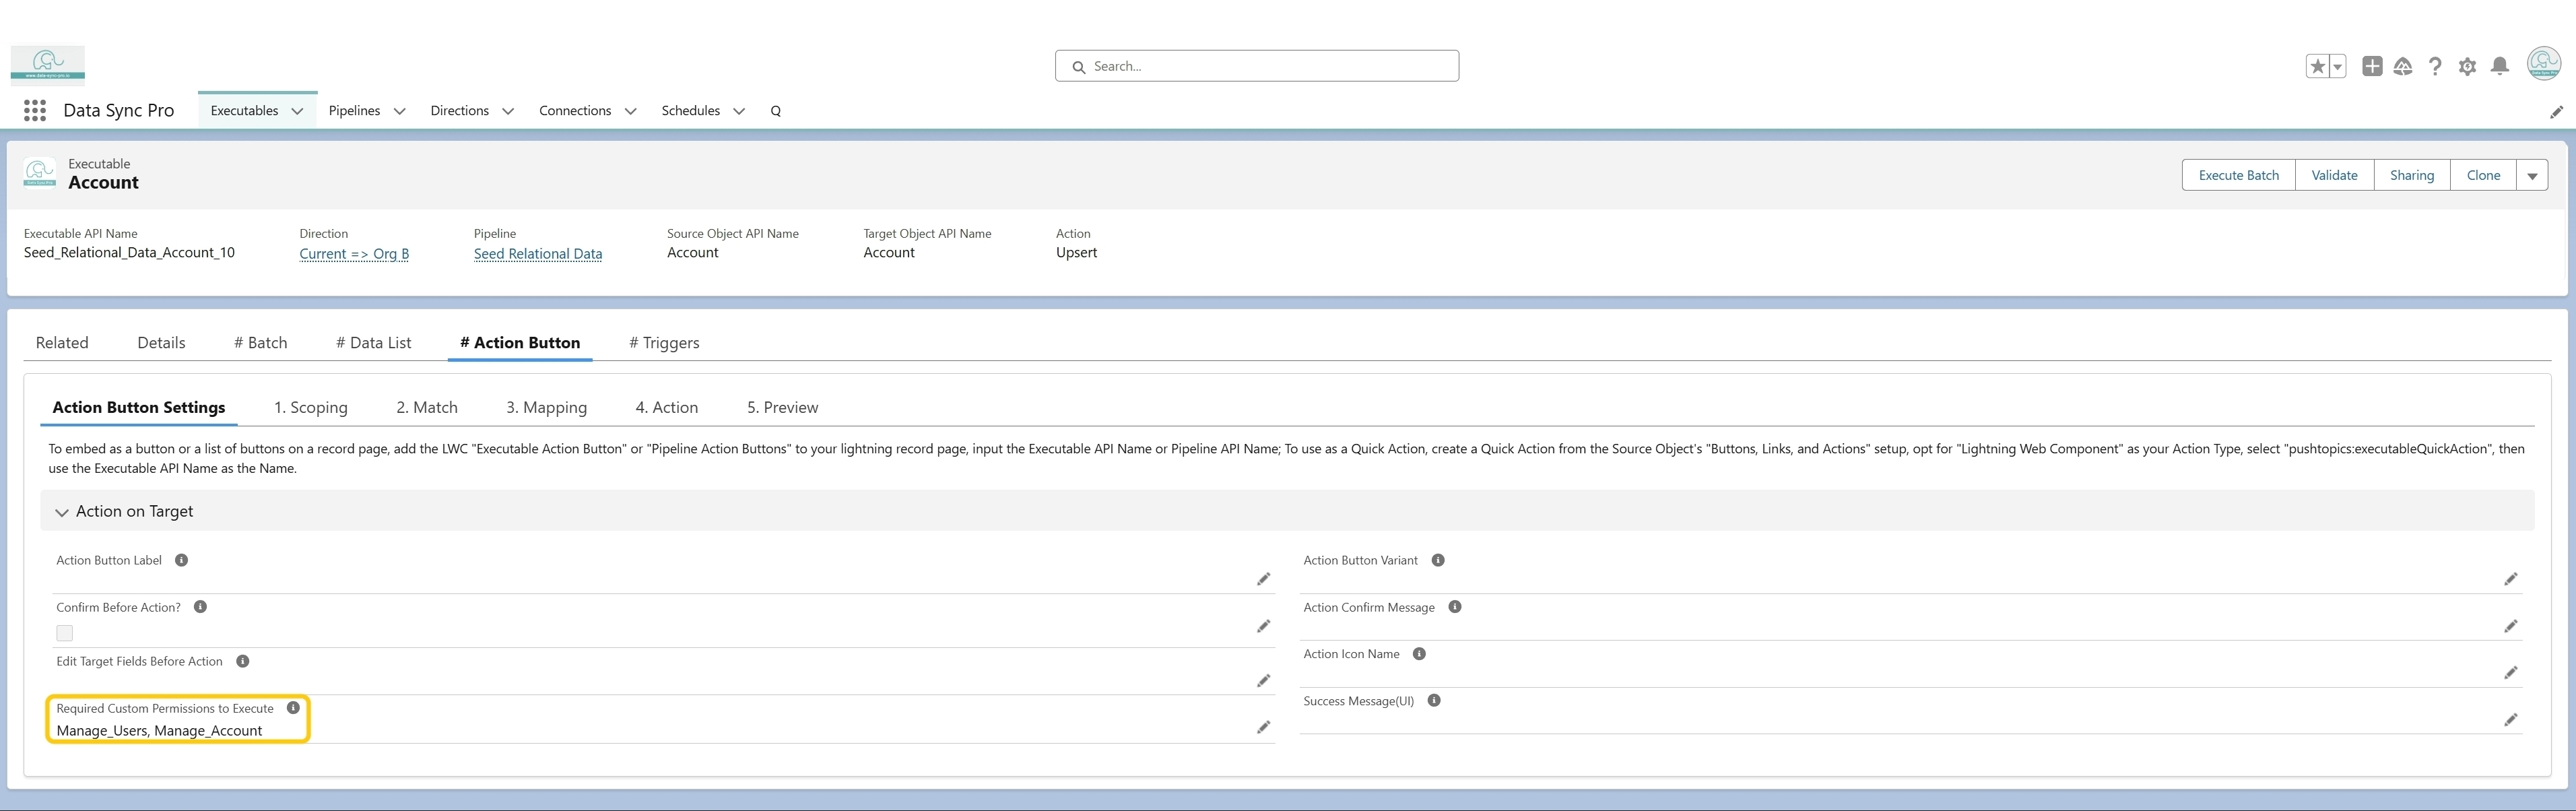 www.data-sync-pro.io
Search...
Data Sync Pro
Executables
Pipelines
Directions
Connections
Schedules
Q
Executable
Account
Execute Batch
Validate
Sharing
Clone
Executable API Name
Seed_Relational_Data_Account_10
Direction
Current => Org B
Pipeline
Seed Relational Data
Source Object API Name
Account
Target Object API Name
Account
Action
Upsert
Related
Details
# Batch
# Data List
# Action Button
# Triggers
Action Button Settings
1. Scoping
2. Match
3. Mapping
4. Action
5. Preview
To embed as a button or a list of buttons on a record page, add the LWC "Executable Action Button" or "Pipeline Action Buttons" to your lightning record page, input the Executable API Name or Pipeline API Name; To use as a Quick Action, create a Quick Action from the Source Object's "Buttons, Links, and Actions" setup, opt for "Lightning Web Component" as your Action Type, select "pushtopics:executableQuickAction", then
use the Executable API Name as the Name.
Action on Target
Action Button Label
Action Button Variant
Confirm Before Action?
Action Confirm Message
Edit Target Fields Before Action
Action Icon Name
Required Custom Permissions to Execute
Manage_Users, Manage_Account
Success Message(UI)